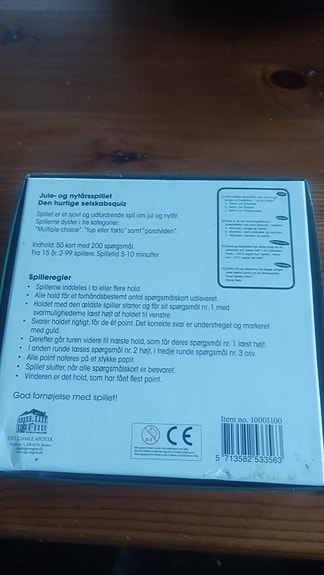 Jule- og nytårsspillet
Den hurtige selskabsquiz
Spillet er et sjovt og udfordrende spil om jul og nytår.
Spillerne dyster i tre kategorier:
"Multiple choice", "fup eller fakta" samt "paratviden".
Indhold: 50 kort med 200 spørgsmål.
Fra 15 år. 2-99 spillere. Spilletid 5-10 minutter
Spilleregler
• Spillerne inddeles i to eller flere hold.
• Alle hold får et forhåndsbestemt antal spørgsmålskort udleveret.
• Holdet med den ældste spiller starter og får sit spørgsmål nr. 1 med
svarmulighederne læst højt af holdet til venstre.
• Svarer holdet rigtigt, får de ét point. Det korrekte svar er understreget og markeret
med guld.
• Derefter går turen videre til næste hold, som får deres spørgsmål nr. 1 læst højt.
• I anden runde læses spørgsmål nr. 2 højt, i tredje runde spørgsmål nr. 3 osv.
• Alle point noteres på et stykke papir.
• Spillet slutter, når alle spørgsmålskort er besvaret.
• Vinderen er det hold, som har fået flest point.
God fornøjelse med spillet!
DET GAMLE APOTEK
0-3
CE
Item no. 10001100
5 713582 533563